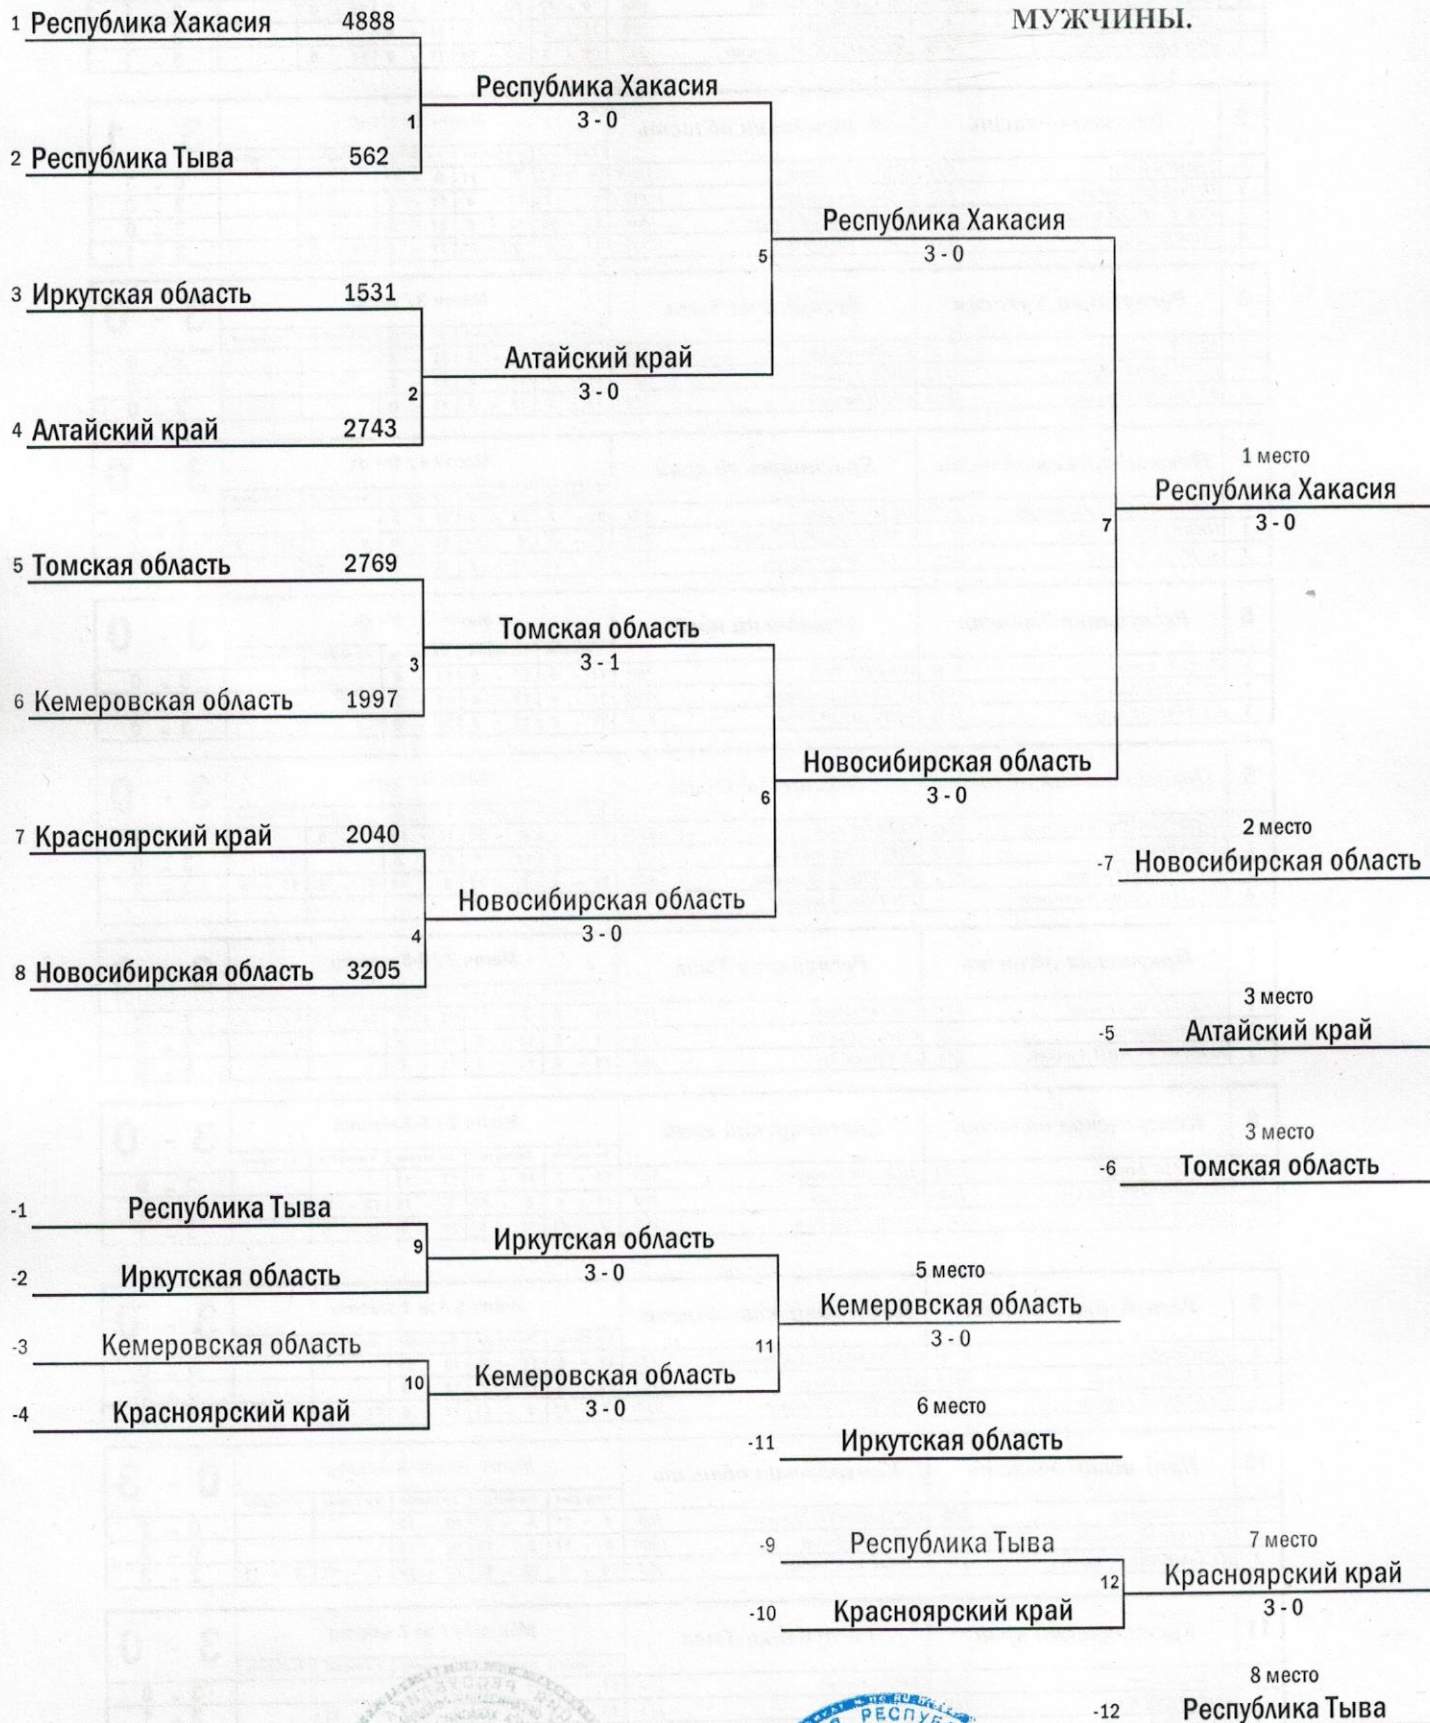 МУЖЧИНЫ.
1 Республика Хакасия 4888
Республика Хакасия
1 3 - 0
2 Республика Тыва 562
Республика Хакасия
5 3 - 0
3 Иркутская область 1531
Алтайский край
2 3 - 0
4 Алтайский край 2743
1 место
Республика Хакасия
7 3 - 0
5 Томская область 2769
Томская область
3 3 - 1
6 Кемеровская область 1997
Новосибирская область
6 3 - 0
7 Красноярский край 2040
2 место
-7 Новосибирская область
Новосибирская область
4 3 - 0
8 Новосибирская область 3205
3 место
-5 Алтайский край
3 место
-6 Томская область
-1 Республика Тыва
9 Иркутская область
3 - 0
-2 Иркутская область
5 место
Кемеровская область
11 3 - 0
-3 Кемеровская область
10 Кемеровская область
3 - 0
-4 Красноярский край
6 место
-11 Иркутская область
-9 Республика Тыва
7 место
12 Красноярский край
3 - 0
-10 Красноярский край
8 место
-12 Республика Тыва